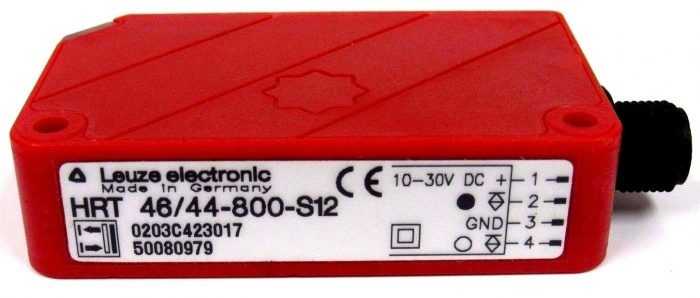 Leuze electronic
Made in Germany
HRT 46/44-800-S12
0203C423017
50080979
CE
10-30V DC + 1
2
GND 3
4